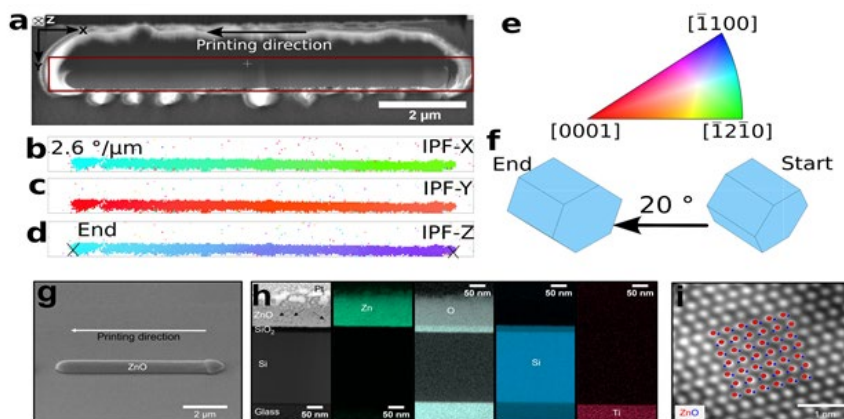 a
Z
X
Y
Printing direction
2 µm
b 2.6 °/µm IPF-X
c IPF-Y
d End IPF-Z
e
[1̄100]
[0001] [1̄21̄0]
f
End Start
20 °
g
Printing direction
ZnO
2 µm
h
Pt
ZnO
SiO₂
Si
Glass
50 nm
Zn
50 nm
O
50 nm
Si
50 nm
Ti
50 nm
i
ZnO
1 nm